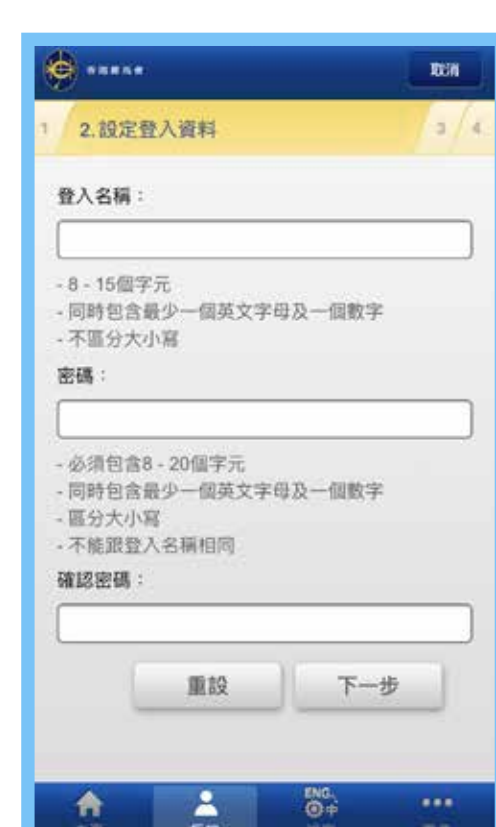 香港賽馬會
取消
1
2. 設定登入資料
3
4
登入名稱：
- 8 - 15個字元
- 同時包含最少一個英文字母及一個數字
- 不區分大小寫
密碼：
- 必須包含8 - 20個字元
- 同時包含最少一個英文字母及一個數字
- 區分大小寫
- 不能跟登入名稱相同
確認密碼：
重設
下一步
ENG.
中